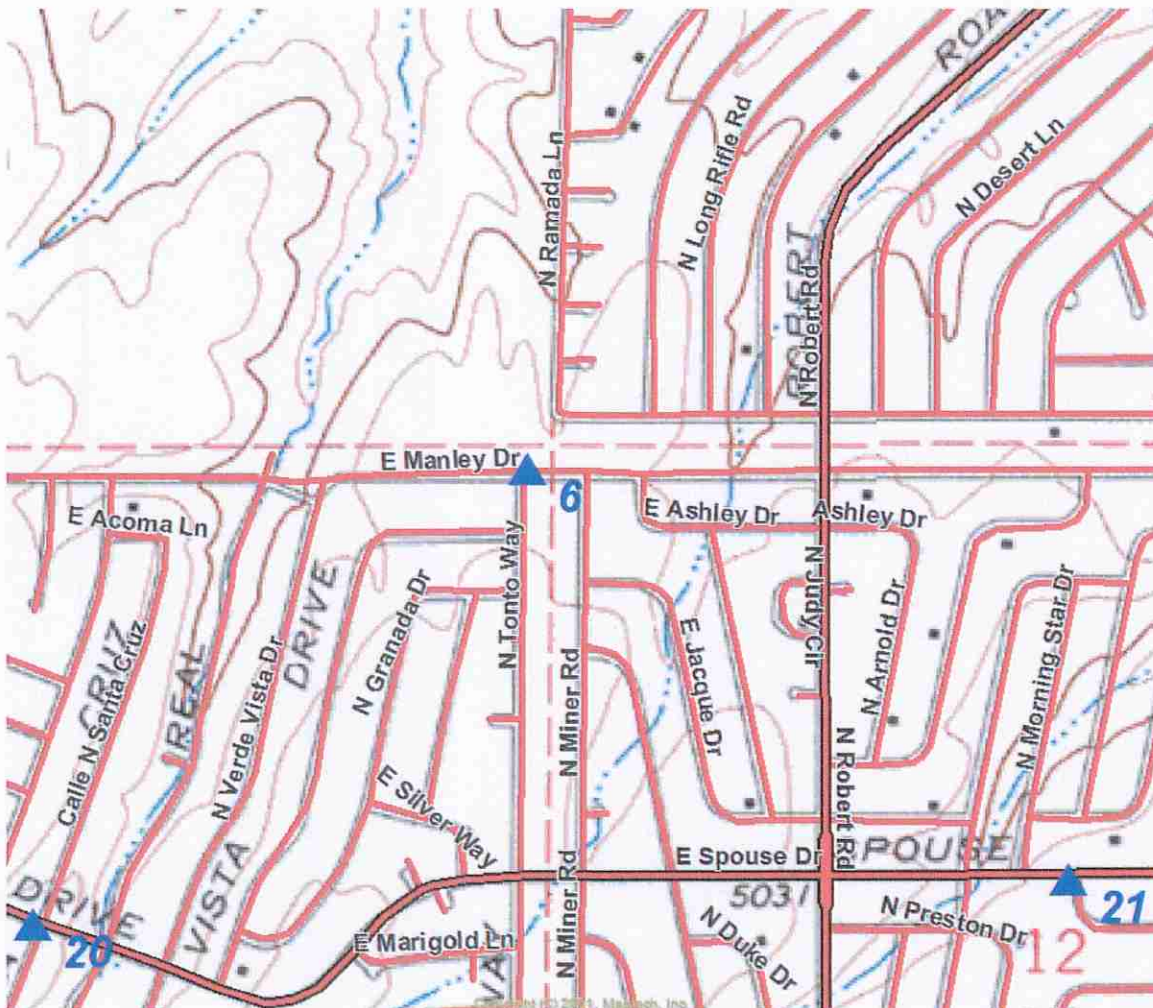 ROA
N Ramada Ln
N Long Rifle Rd
N Desert Ln
ROBERT
N Robert Rd
E Manley Dr
6
E Acoma Ln
E Ashley Dr
Ashley Dr
N Tonto Way
N Granada Dr
DRIVE
CRUZ
Calle N Santa Cruz
REAL
N Verde Vista Dr
E Jacque Dr
N Judy Cir
N Arnold Dr
N Morning Star Dr
N Miner Rd
N Robert Rd
E Silver Way
E Spouse Dr
SPOUSE
N Miner Rd
5031
DRIVE
20
VISTA
E Marigold Ln
N Duke Dr
N Preston Dr
21
12